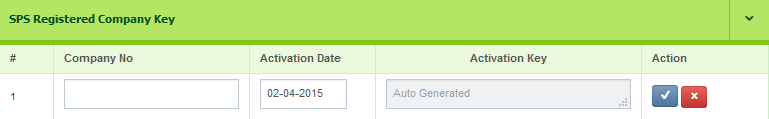 SPS Registered Company Key
# Company No Activation Date Activation Key Action
1 02-04-2015 Auto Generated